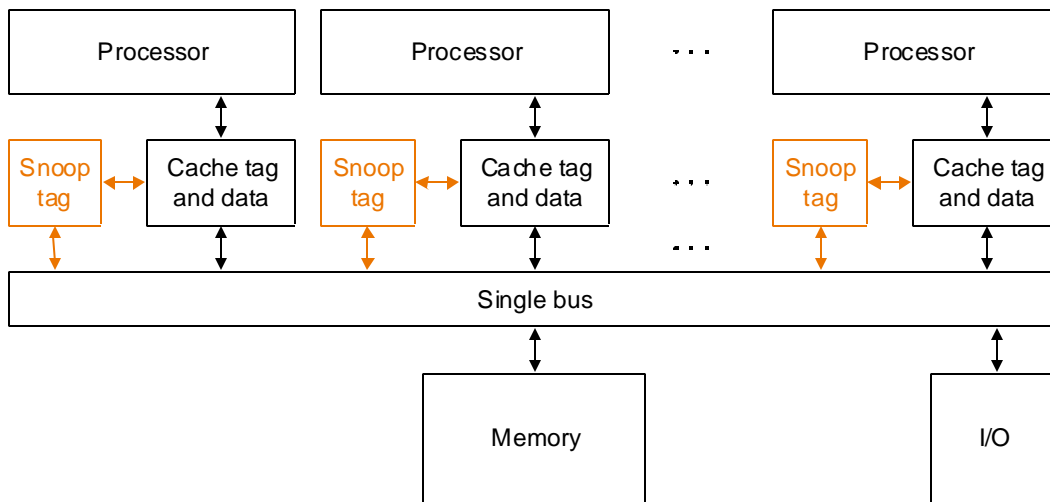 Processor
Processor
. . .
Processor
Snoop
tag
Cache tag
and data
Snoop
tag
Cache tag
and data
. . .
Snoop
tag
Cache tag
and data
. . .
Single bus
Memory
I/O